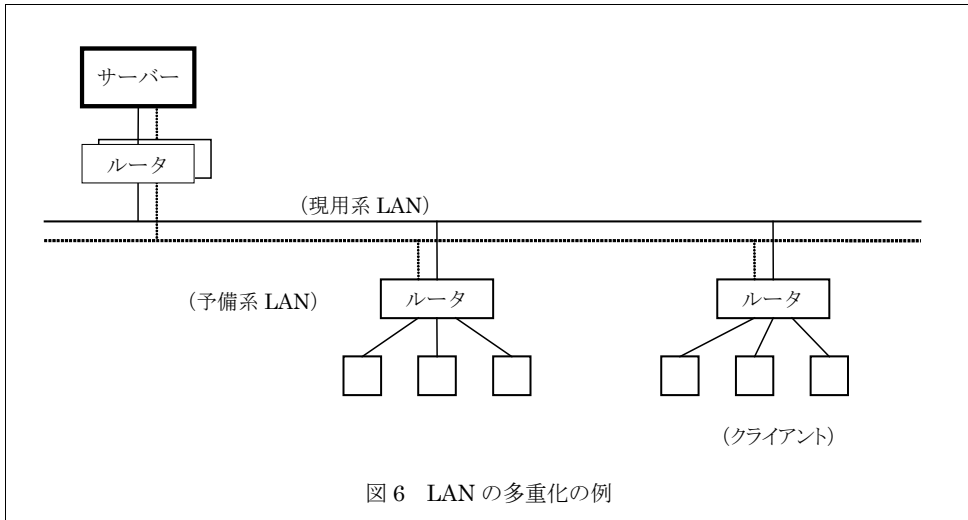 サーバー
ルータ
（現用系 LAN）
（予備系 LAN）
ルータ
ルータ
（クライアント）
図 6　LAN の多重化の例